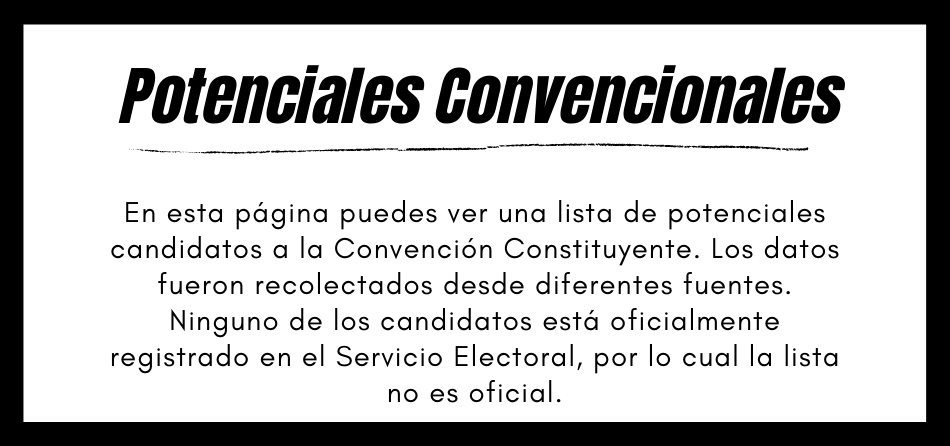 Potenciales Convencionales
En esta página puedes ver una lista de potenciales
candidatos a la Convención Constituyente. Los datos
fueron recolectados desde diferentes fuentes.
Ninguno de los candidatos está oficialmente
registrado en el Servicio Electoral, por lo cual la lista
no es oficial.